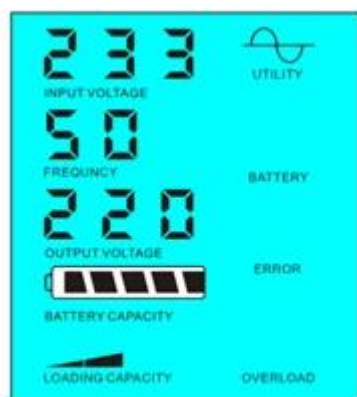 233
INPUT VOLTAGE
UTILITY
50
FREQUNCY
BATTERY
220
OUTPUT VOLTAGE
ERROR
BATTERY CAPACITY
LOADING CAPACITY
OVERLOAD